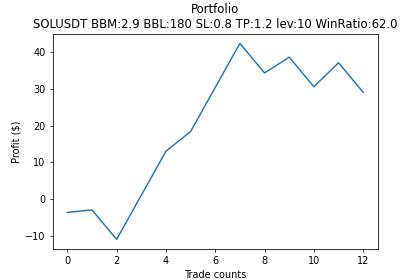 Portfolio
SOLUSDT BBM:2.9 BBL:180 SL:0.8 TP:1.2 lev:10 WinRatio:62.0
40
30
20
10
0
−10
Profit ($)
0 2 4 6 8 10 12
Trade counts